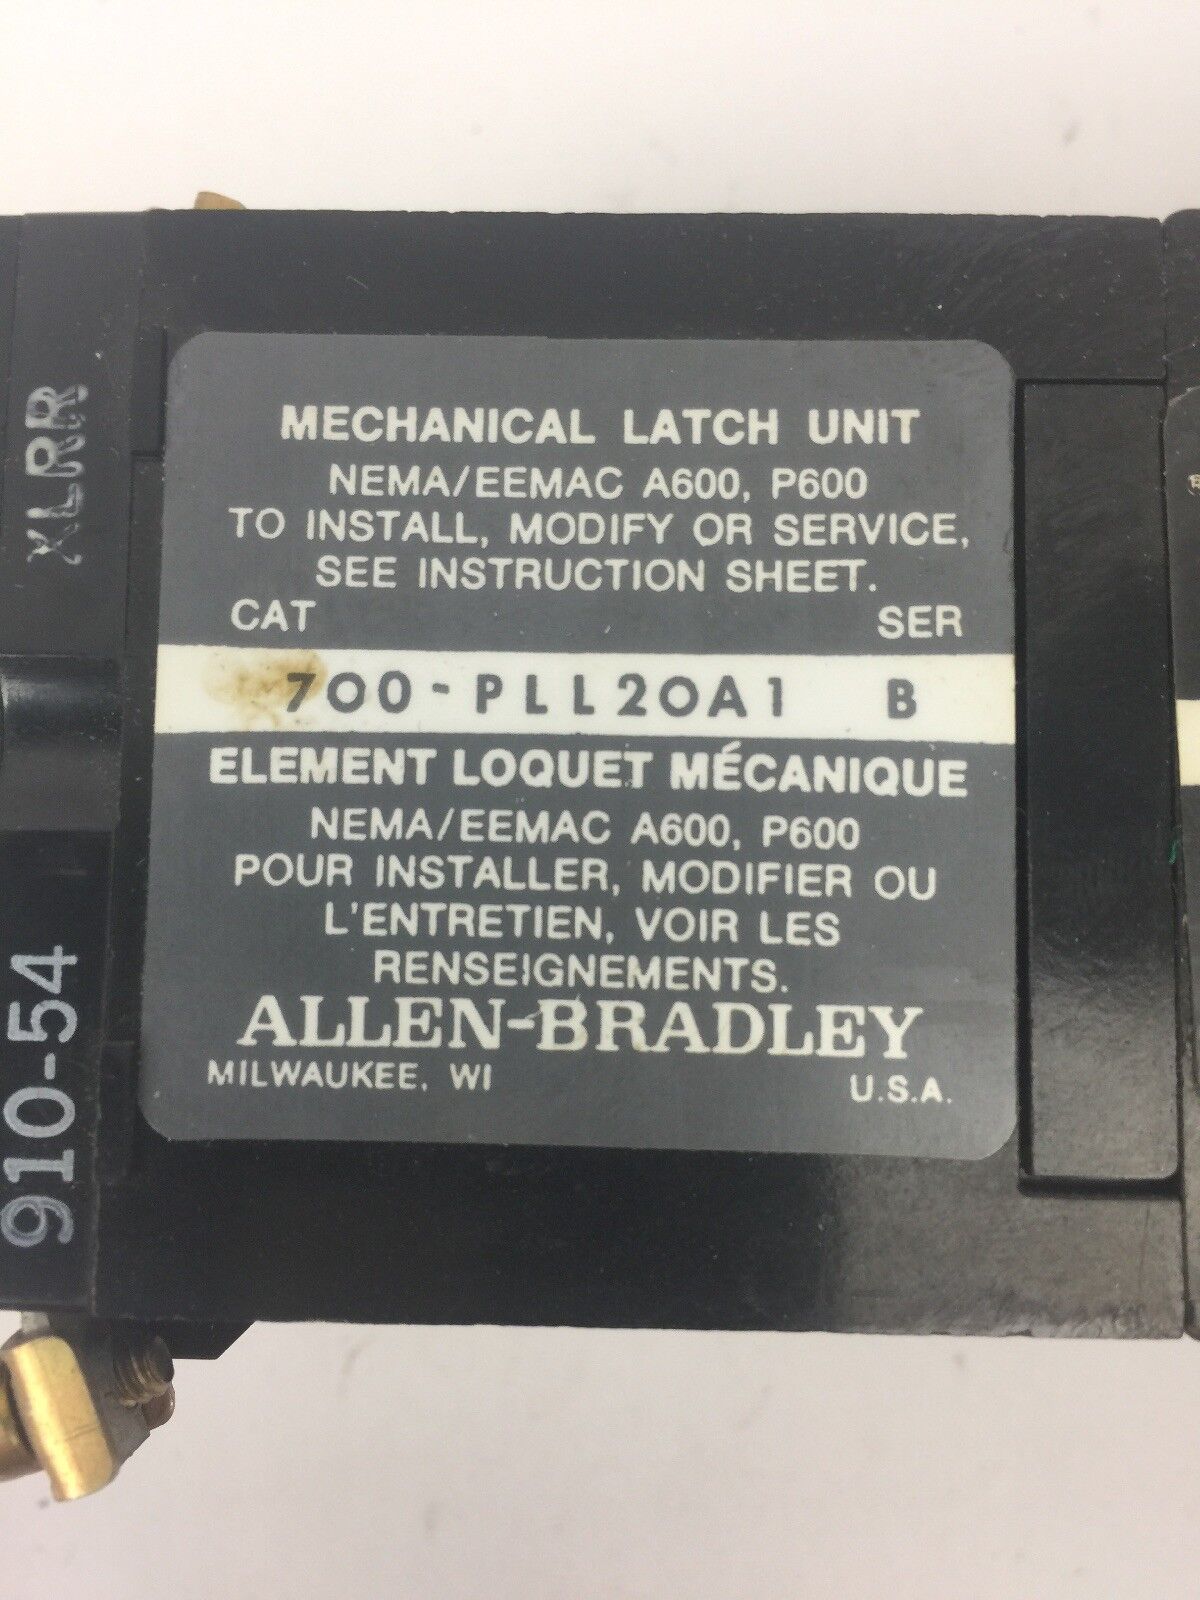 XLRR
910-54
MECHANICAL LATCH UNIT
NEMA/EEMAC A600, P600
TO INSTALL, MODIFY OR SERVICE,
SEE INSTRUCTION SHEET.
CAT SER
700-PLL20A1 B
ELEMENT LOQUET MÉCANIQUE
NEMA/EEMAC A600, P600
POUR INSTALLER, MODIFIER OU
L'ENTRETIEN, VOIR LES
RENSEIGNEMENTS.
ALLEN-BRADLEY
MILWAUKEE, WI U.S.A.